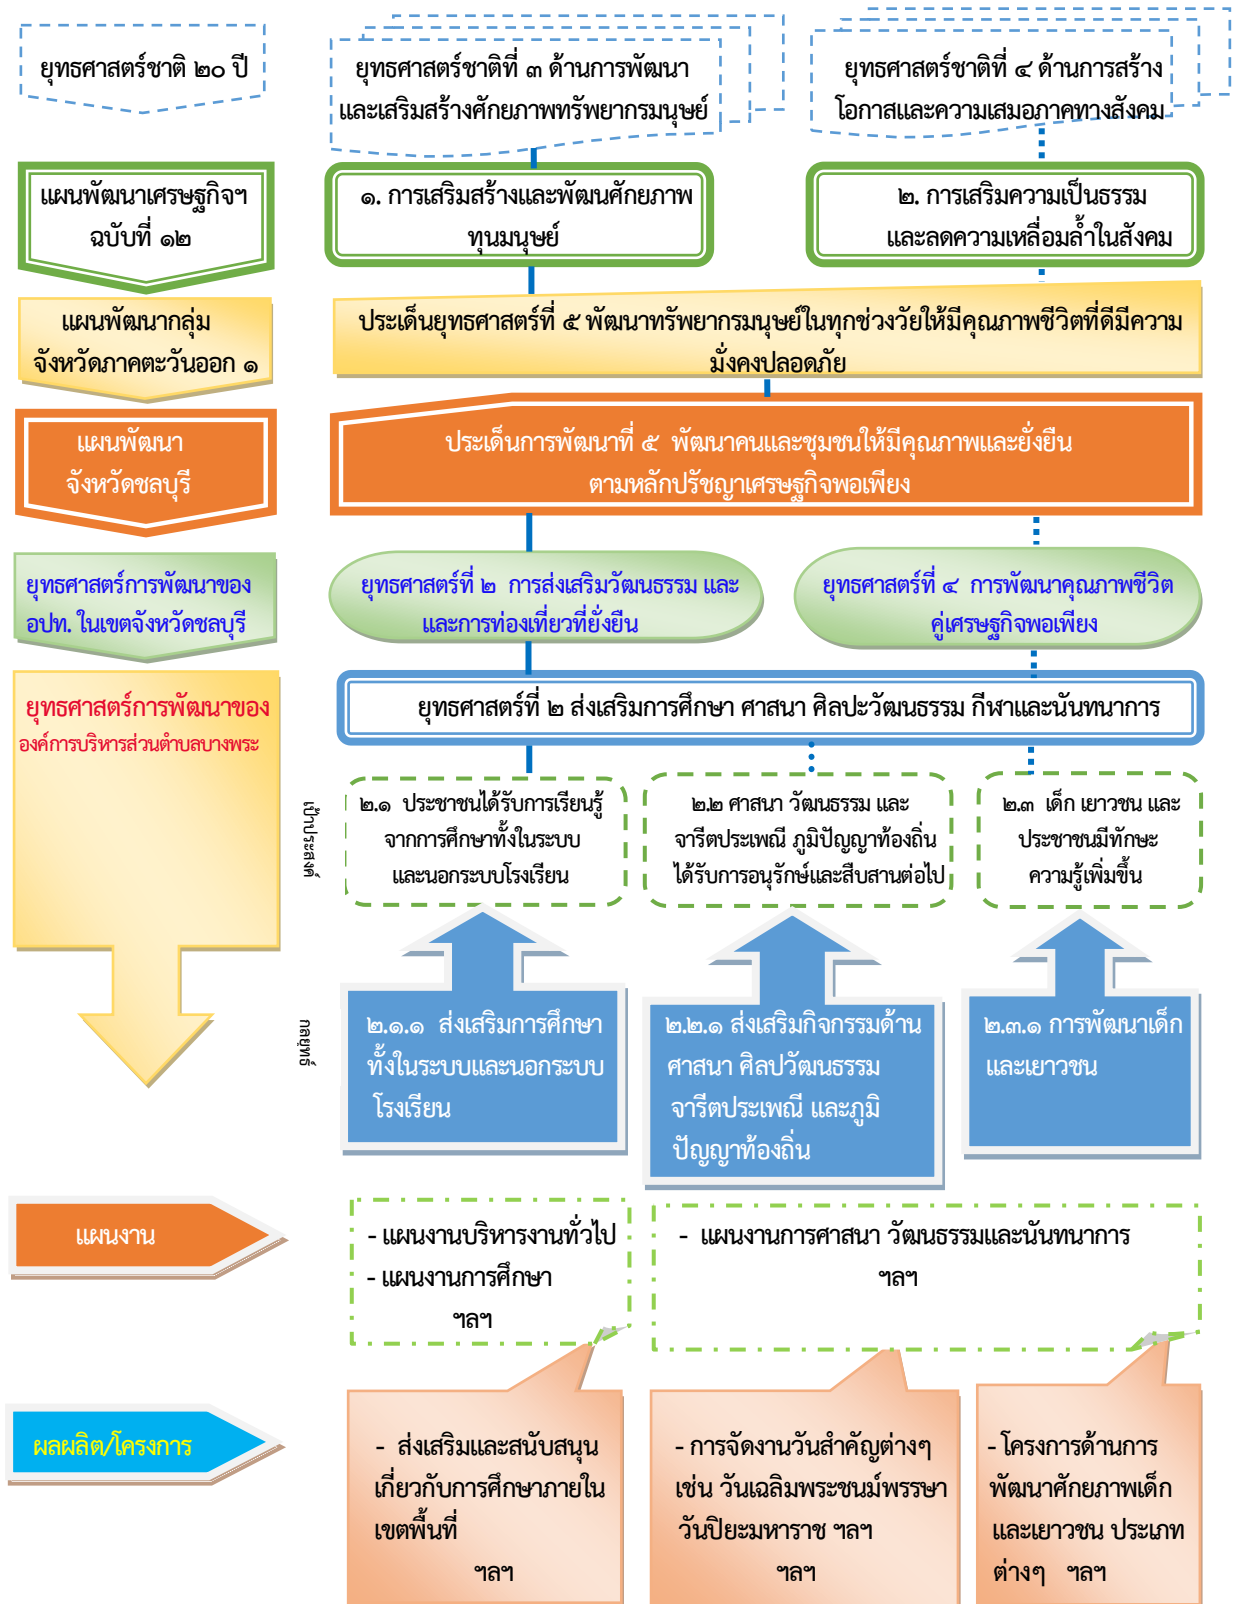 ยุทธศาสตร์ชาติ ๒๐ ปี
ยุทธศาสตร์ชาติที่ ๓ ด้านการพัฒนา
และเสริมสร้างศักยภาพทรัพยากรมนุษย์
ยุทธศาสตร์ชาติที่ ๔ ด้านการสร้าง
โอกาสและความเสมอภาคทางสังคม
แผนพัฒนาเศรษฐกิจฯ
ฉบับที่ ๑๒
๑. การเสริมสร้างและพัฒนศักยภาพ
ทุนมนุษย์
๒. การเสริมความเป็นธรรม
และลดความเหลื่อมล้ำในสังคม
แผนพัฒนากลุ่ม
จังหวัดภาคตะวันออก ๑
ประเด็นยุทธศาสตร์ที่ ๕ พัฒนาทรัพยากรมนุษย์ในทุกช่วงวัยให้มีคุณภาพชีวิตที่ดีมีความ
มั่งคงปลอดภัย
แผนพัฒนา
จังหวัดชลบุรี
ประเด็นการพัฒนาที่ ๕ พัฒนาคนและชุมชนให้มีคุณภาพและยั่งยืน
ตามหลักปรัชญาเศรษฐกิจพอเพียง
ยุทธศาสตร์การพัฒนาของ
อปท. ในเขตจังหวัดชลบุรี
ยุทธศาสตร์ที่ ๒ การส่งเสริมวัฒนธรรม และ
และการท่องเที่ยวที่ยั่งยืน
ยุทธศาสตร์ที่ ๔ การพัฒนาคุณภาพชีวิต
คู่เศรษฐกิจพอเพียง
ยุทธศาสตร์การพัฒนาของ
องค์การบริหารส่วนตำบลบางพระ
ยุทธศาสตร์ที่ ๒ ส่งเสริมการศึกษา ศาสนา ศิลปะวัฒนธรรม กีฬาและนันทนาการ
เป้าประสงค์
๒.๑ ประชาชนได้รับการเรียนรู้
จากการศึกษาทั้งในระบบ
และนอกระบบโรงเรียน
๒.๒ ศาสนา วัฒนธรรม และ
จารีตประเพณี ภูมิปัญญาท้องถิ่น
ได้รับการอนุรักษ์และสืบสานต่อไป
๒.๓ เด็ก เยาวชน และ
ประชาชนมีทักษะ
ความรู้เพิ่มขึ้น
กลยุทธ์
๒.๑.๑ ส่งเสริมการศึกษา
ทั้งในระบบและนอกระบบ
โรงเรียน
๒.๒.๑ ส่งเสริมกิจกรรมด้าน
ศาสนา ศิลปวัฒนธรรม
จารีตประเพณี และภูมิ
ปัญญาท้องถิ่น
๒.๓.๑ การพัฒนาเด็ก
และเยาวชน
แผนงาน
- แผนงานบริหารงานทั่วไป
- แผนงานการศึกษา
ฯลฯ
- แผนงานการศาสนา วัฒนธรรมและนันทนาการ
ฯลฯ
ผลผลิต/โครงการ
- ส่งเสริมและสนับสนุน
เกี่ยวกับการศึกษาภายใน
เขตพื้นที่
ฯลฯ
- การจัดงานวันสำคัญต่างๆ
เช่น วันเฉลิมพระชนม์พรรษา
วันปิยะมหาราช ฯลฯ
ฯลฯ
- โครงการด้านการ
พัฒนาศักยภาพเด็ก
และเยาวชน ประเภท
ต่างๆ ฯลฯ